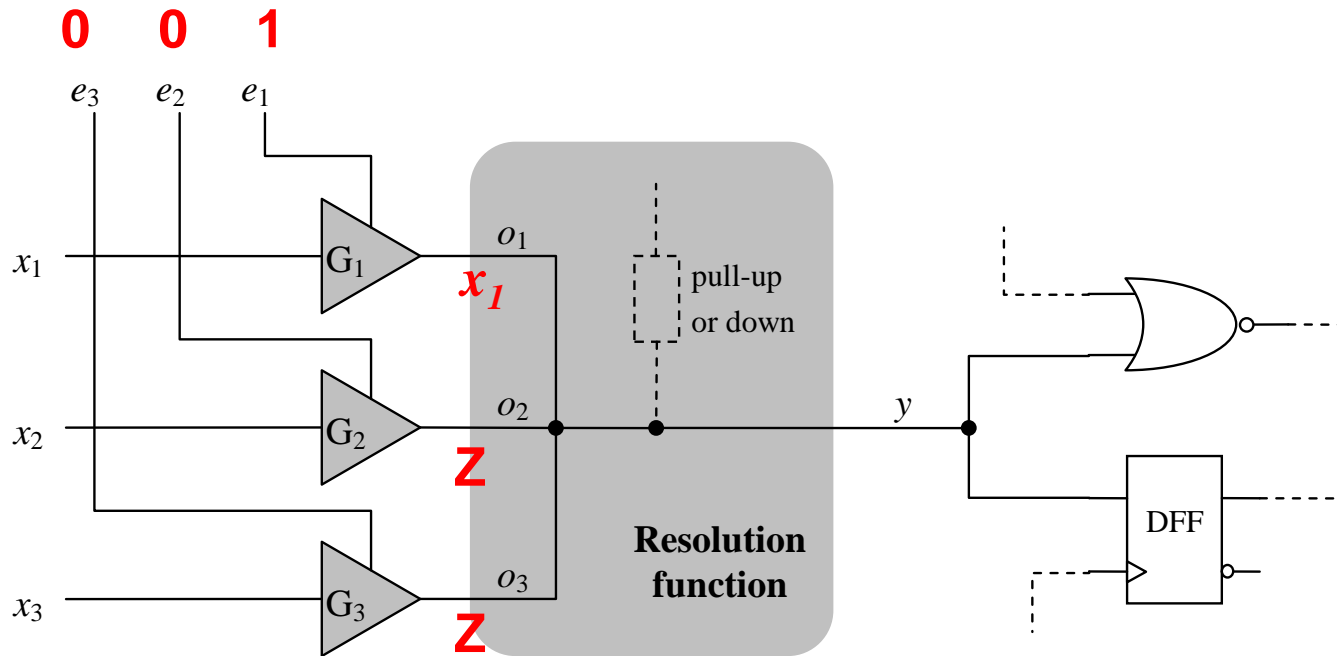 0 0 1
e3 e2 e1
x1 G1 o1
x1
pull-up
or down
x2 G2 o2 y
Z
Resolution
function
DFF
x3 G3 o3
Z